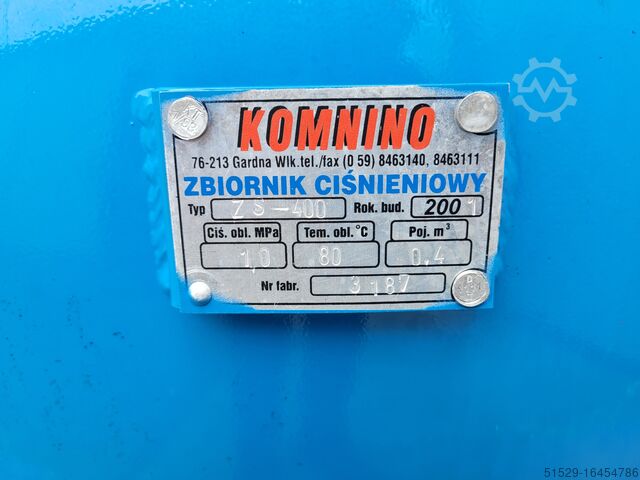 KOMNINO
76-213 Gardna Wlk.tel./fax (0 59) 8463140, 8463111
ZBIORNIK CIŚNIENIOWY
Typ ZS-400 Rok. bud. 2001
Ciś. obl. MPa Tem. obl.°C Poj. m³
1,0 80 0,4
Nr fabr. 3187
51529-16454786